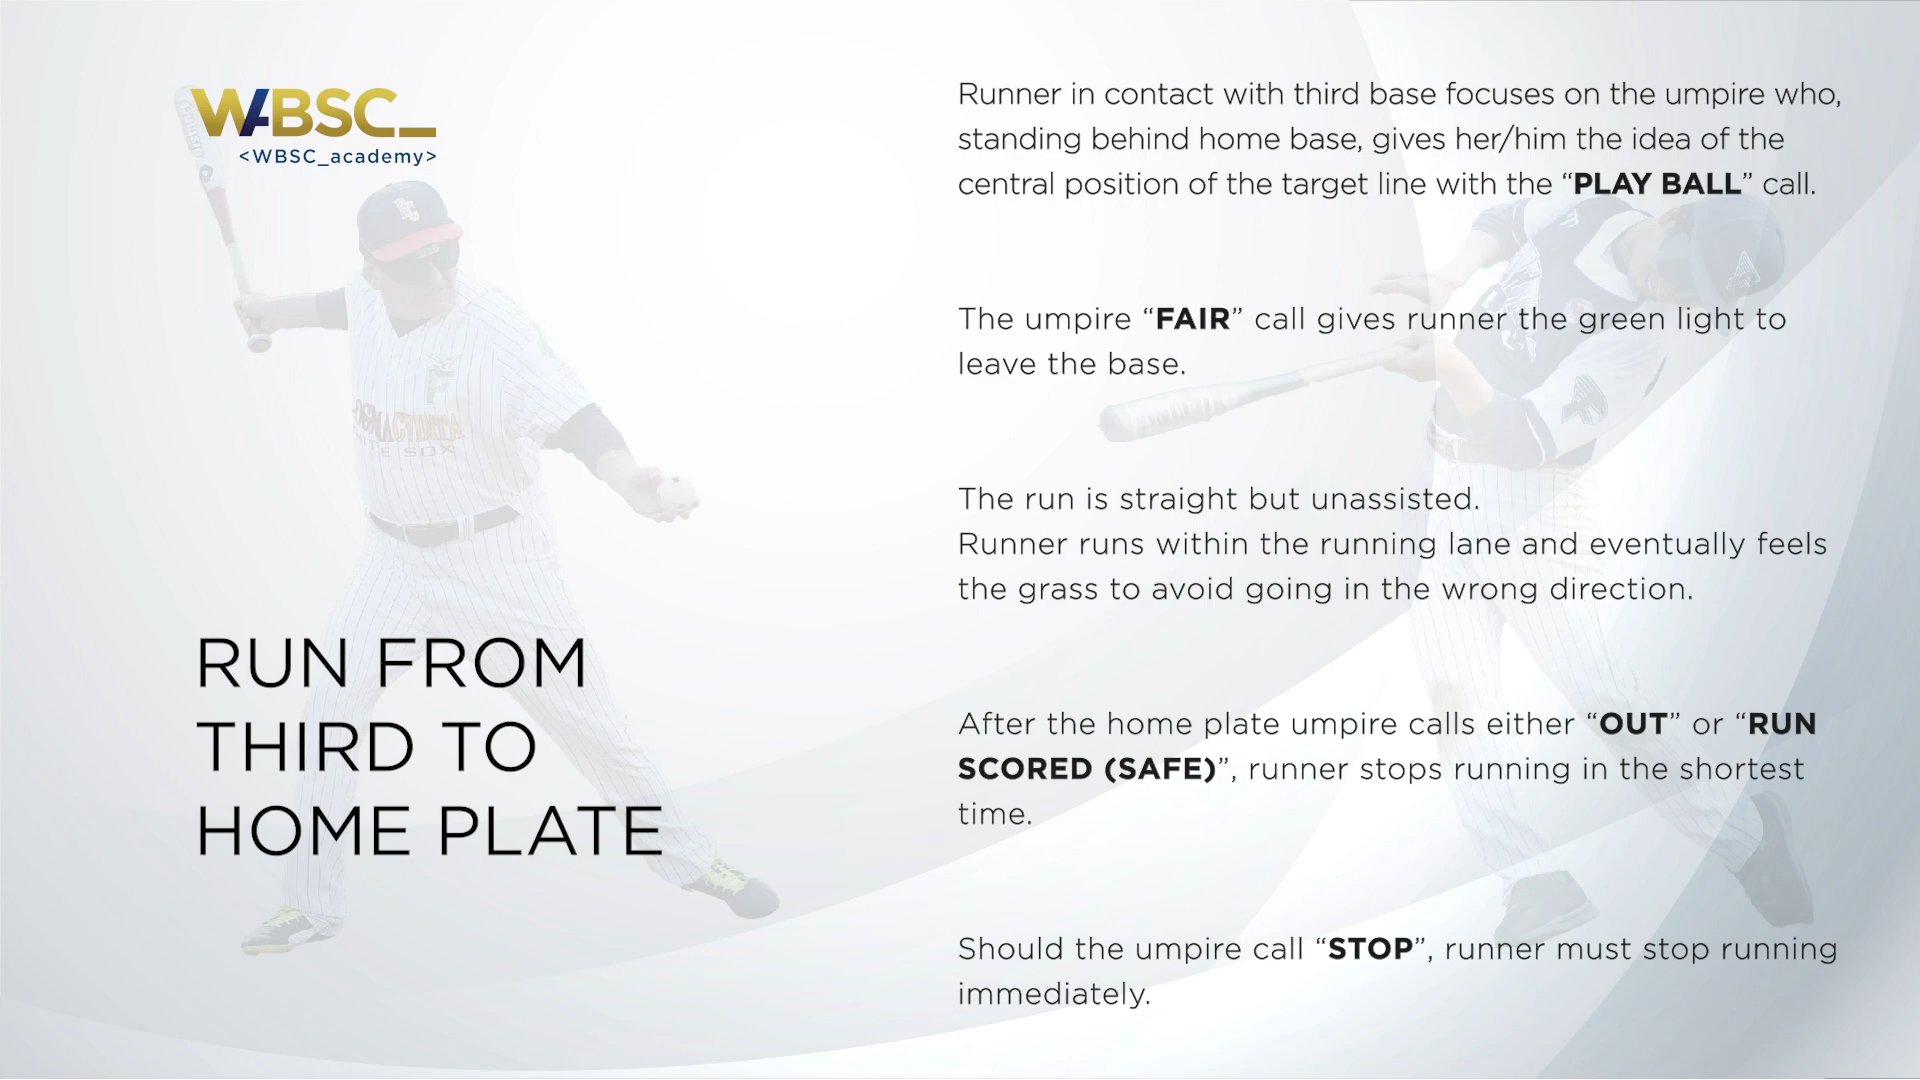 WBSC_
<WBSC_academy>
RUN FROM
THIRD TO
HOME PLATE
Runner in contact with third base focuses on the umpire who,
standing behind home base, gives her/him the idea of the
central position of the target line with the “PLAY BALL” call.
The umpire “FAIR” call gives runner the green light to
leave the base.
The run is straight but unassisted.
Runner runs within the running lane and eventually feels
the grass to avoid going in the wrong direction.
After the home plate umpire calls either “OUT” or “RUN
SCORED (SAFE)”, runner stops running in the shortest
time.
Should the umpire call “STOP”, runner must stop running
immediately.